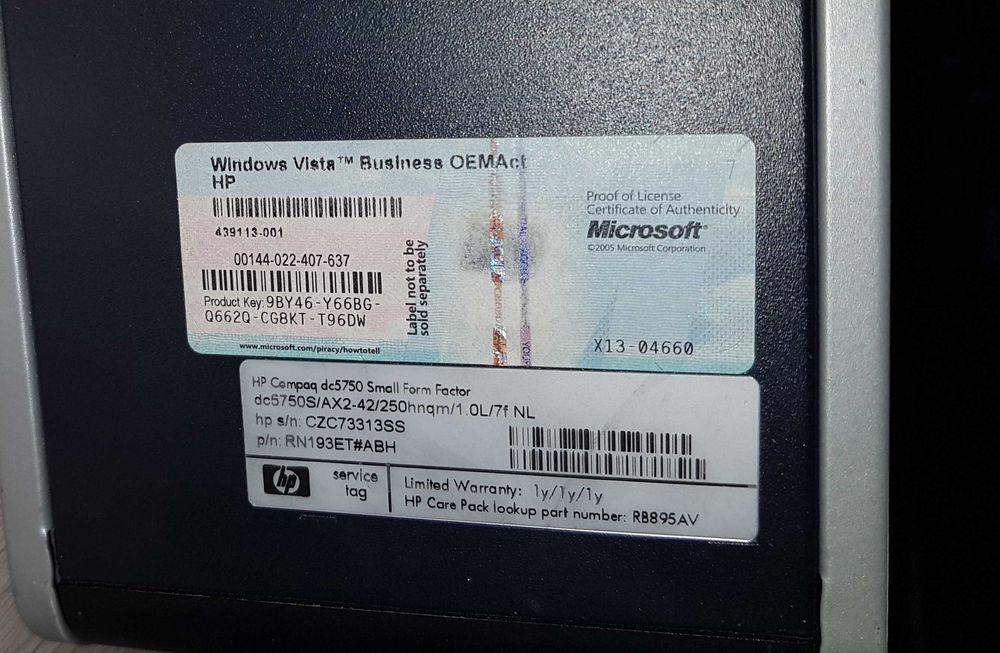 Windows Vista™ Business OEMAct
HP
439113-001
00144-022-407-637
Product Key: 9BY46-Y66BG-
Q662Q-CG8KT-T96DW
www.microsoft.com/piracy/howtotell
Label not to be
sold separately
7
Proof of License
Certificate of Authenticity
Microsoft®
©2005 Microsoft Corporation
X13-04660
HP Compaq dc5750 Small Form Factor
dc5750S/AX2-42/250hnqm/1.0L/7f NL
hp s/n: CZC73313SS
p/n: RN193ET#ABH
hp
service
tag
Limited Warranty: 1y/1y/1y
HP Care Pack lookup part number: RB895AV